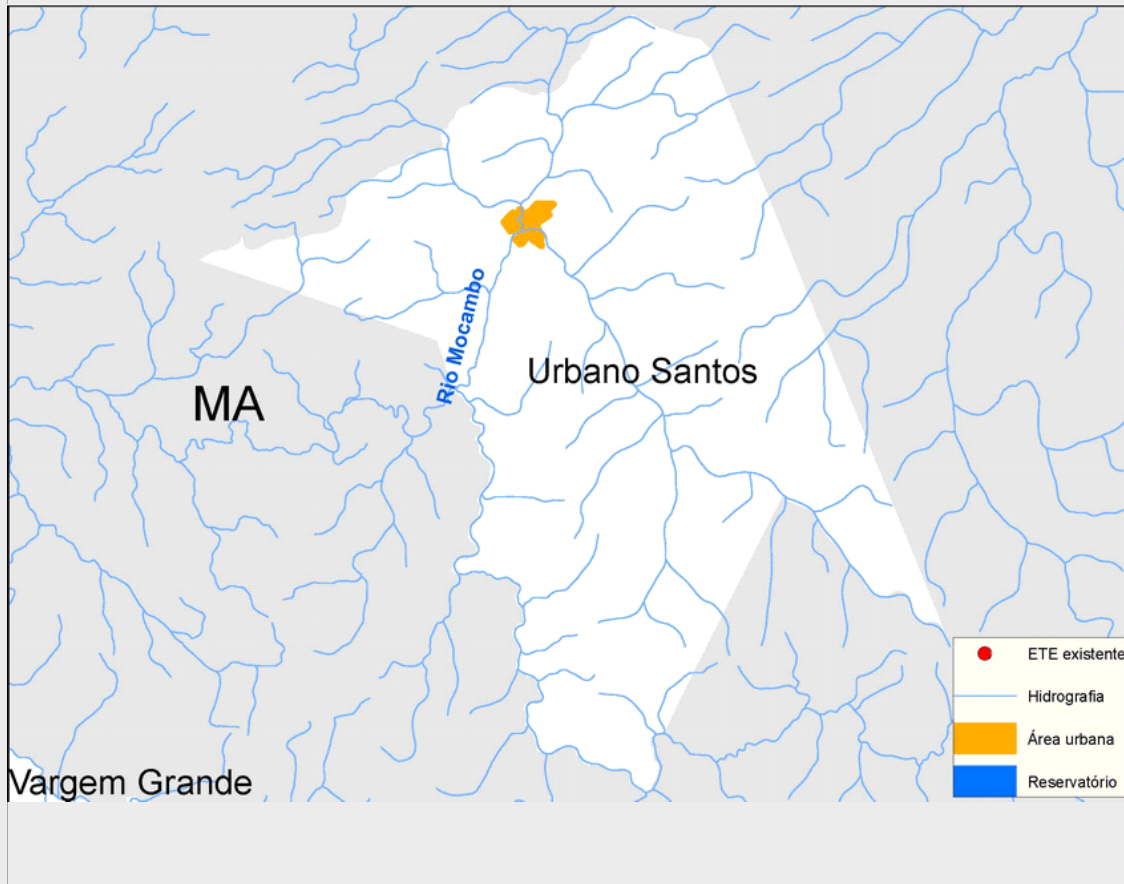 Rio Mocambo
Urbano Santos
MA
ETE existente
Hidrografia
Área urbana
Reservatório
Vargem Grande